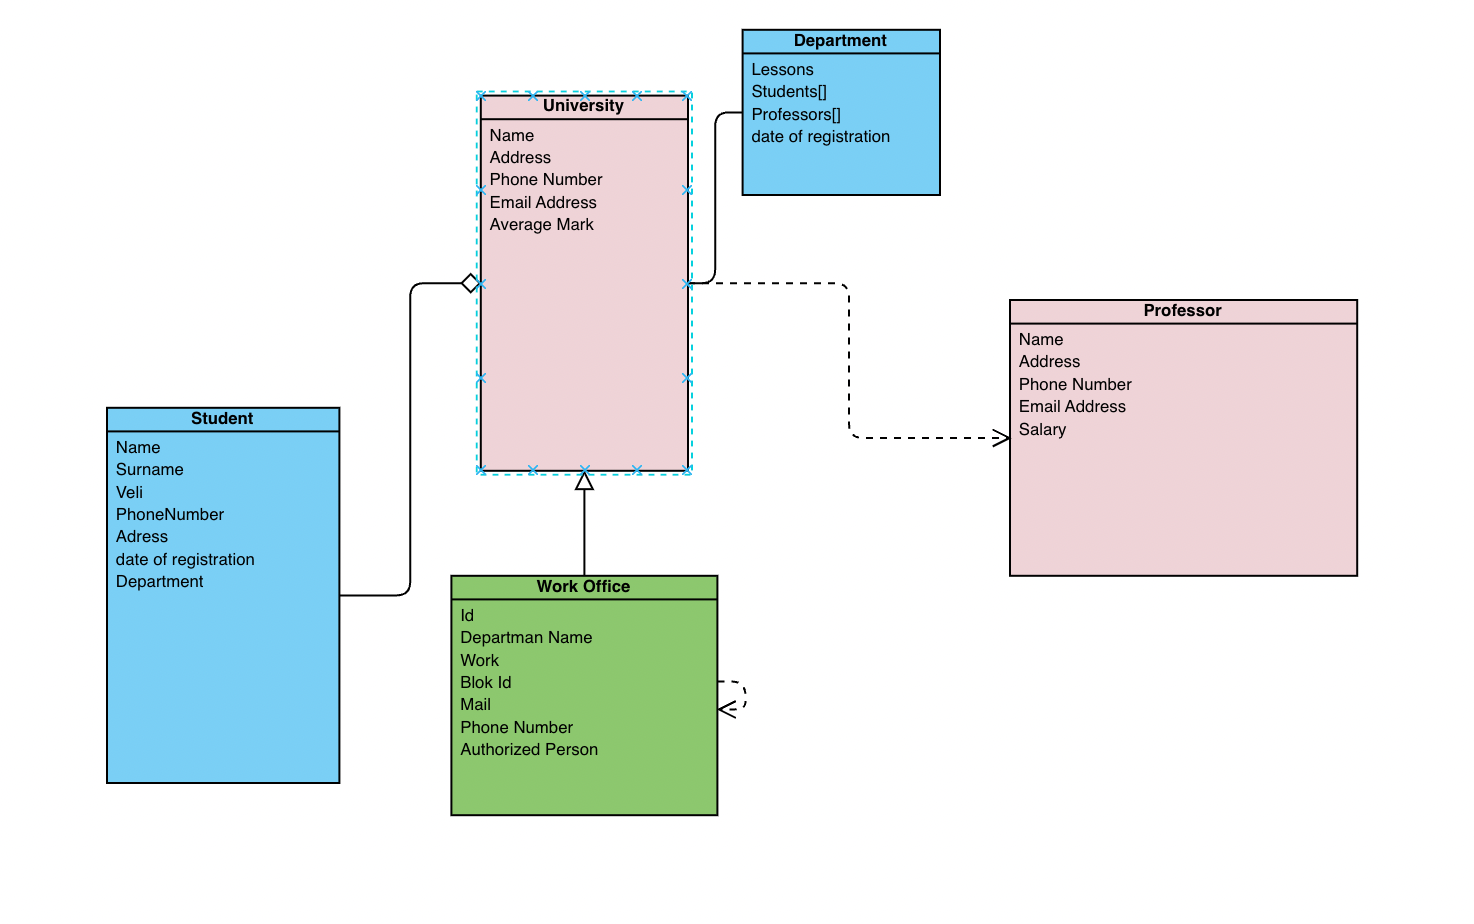 Department
Lessons
Students[]
Professors[]
date of registration
University
Name
Address
Phone Number
Email Address
Average Mark
Professor
Name
Address
Phone Number
Email Address
Salary
Student
Name
Surname
Veli
PhoneNumber
Adress
date of registration
Department
Work Office
Id
Departman Name
Work
Blok Id
Mail
Phone Number
Authorized Person